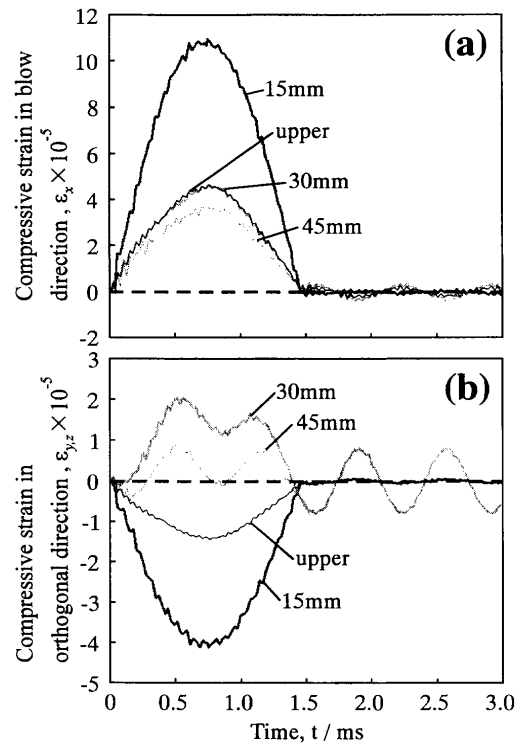 12
10
8
6
4
2
0
-2
Compressive strain in blow
direction , εx × 10-5
(a)
15mm
upper
30mm
45mm
3
2
1
0
-1
-2
-3
-4
-5
Compressive strain in
orthogonal direction , εy,z × 10-5
(b)
30mm
45mm
upper
15mm
0 0.5 1.0 1.5 2.0 2.5 3.0
Time, t / ms